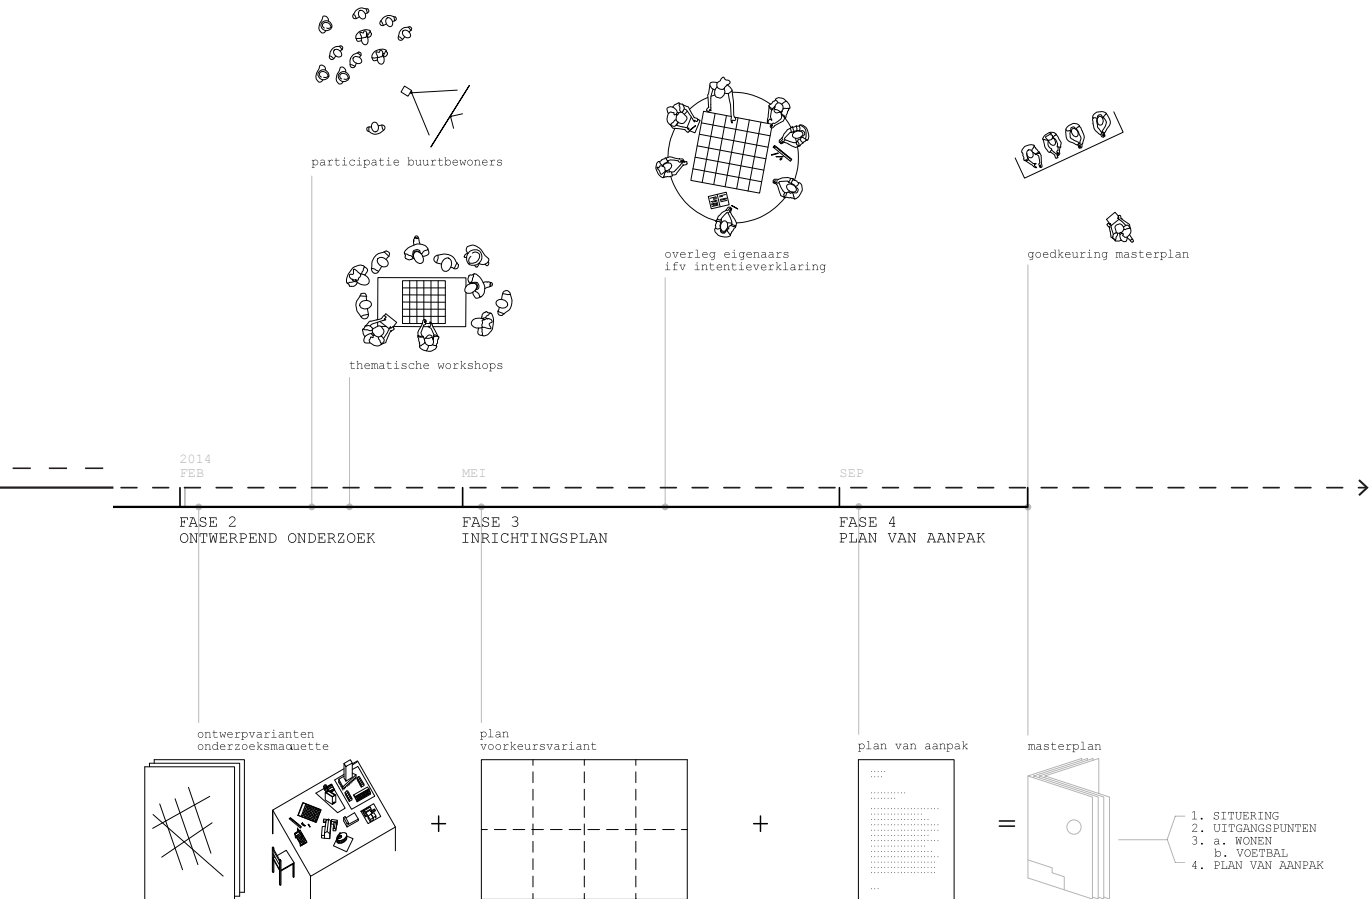 participatie buurtbewoners
overleg eigenaars
ifv intentieverklaring
goedkeuring masterplan
thematische workshops
2014
FEB
MEI
SEP
FASE 2
ONTWERPEND ONDERZOEK
FASE 3
INRICHTINGSPLAN
FASE 4
PLAN VAN AANPAK
ontwerpvarianten
onderzoeksmaquette
plan
voorkeursvariant
plan van aanpak
masterplan
+
+
=
1. SITUERING
2. UITGANGSPUNTEN
3. a. WONEN
b. VOETBAL
4. PLAN VAN AANPAK